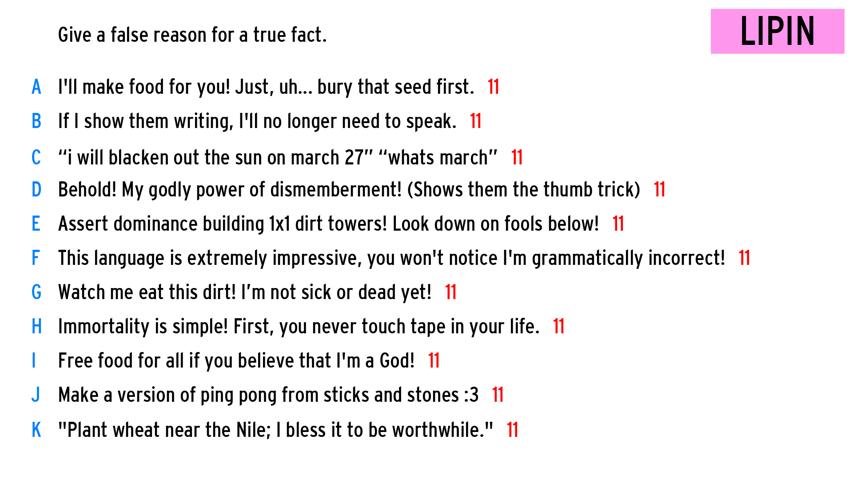 Give a false reason for a true fact.
LIPIN
A I'll make food for you! Just, uh... bury that seed first. 11
B If I show them writing, I'll no longer need to speak. 11
C “i will blacken out the sun on march 27” “whats march” 11
D Behold! My godly power of dismemberment! (Shows them the thumb trick) 11
E Assert dominance building 1x1 dirt towers! Look down on fools below! 11
F This language is extremely impressive, you won't notice I'm grammatically incorrect! 11
G Watch me eat this dirt! I’m not sick or dead yet! 11
H Immortality is simple! First, you never touch tape in your life. 11
I Free food for all if you believe that I'm a God! 11
J Make a version of ping pong from sticks and stones :3 11
K "Plant wheat near the Nile; I bless it to be worthwhile." 11